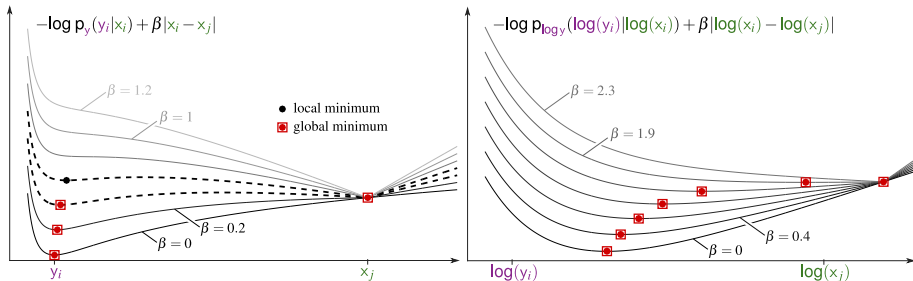 −log p_y(y_i|x_i) + β|x_i − x_j|
β = 1.2
β = 1
local minimum
global minimum
β = 0.2
β = 0
y_i
x_j
−log p_log y(log(y_i)|log(x_i)) + β|log(x_i) − log(x_j)|
β = 2.3
β = 1.9
β = 0.4
β = 0
log(y_i)
log(x_j)